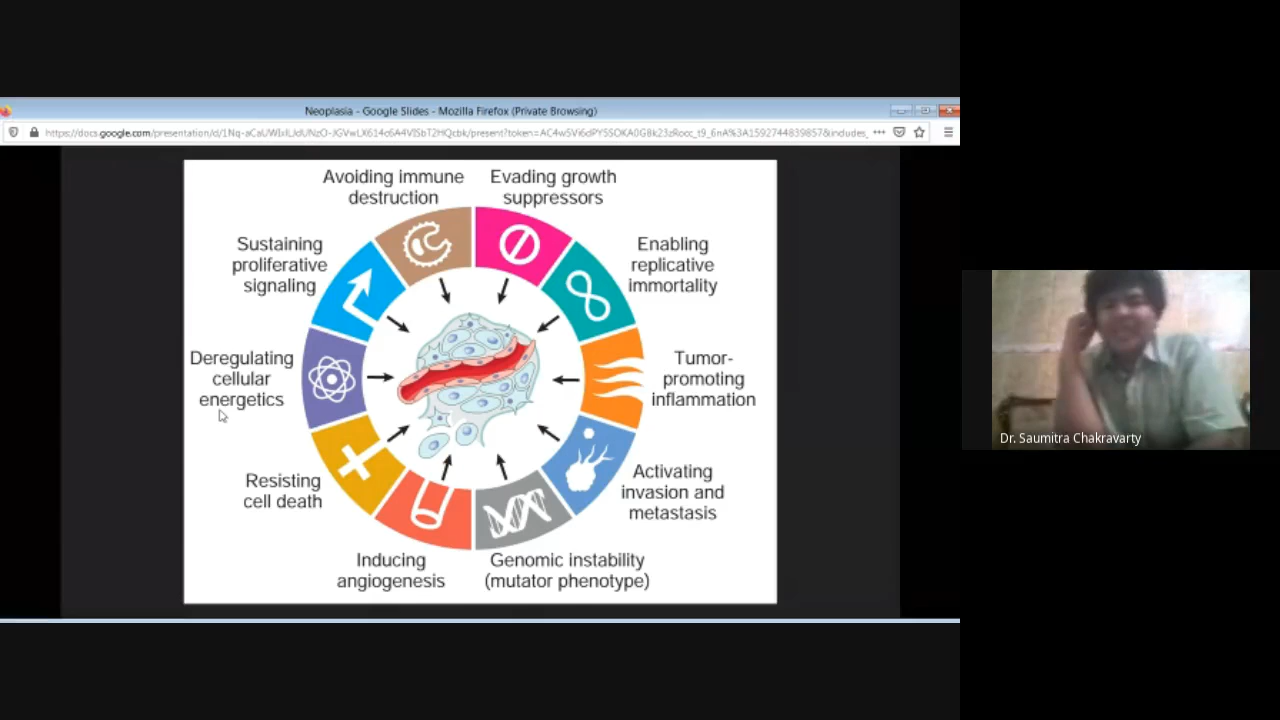 Neoplasia - Google Slides - Mozilla Firefox (Private Browsing)
Avoiding immune
destruction
Evading growth
suppressors
Sustaining
proliferative
signaling
Enabling
replicative
immortality
Deregulating
cellular
energetics
Tumor-
promoting
inflammation
Resisting
cell death
Activating
invasion and
metastasis
Inducing
angiogenesis
Genomic instability
(mutator phenotype)
Dr. Saumitra Chakravarty